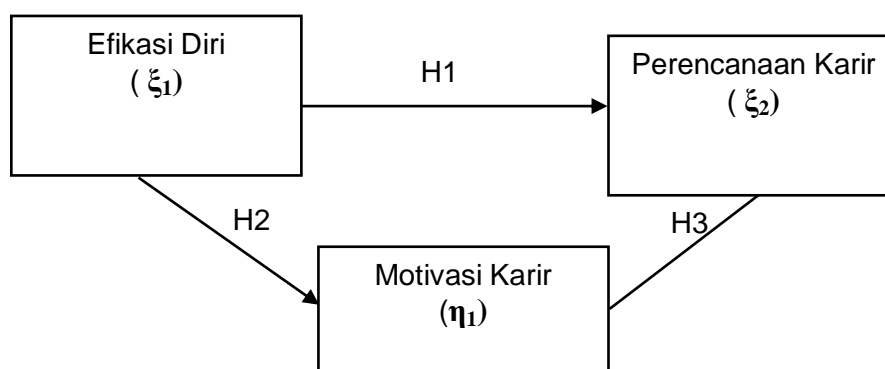 Efikasi Diri
( ξ₁)
H1
Perencanaan Karir
( ξ₂)
H2
H3
Motivasi Karir
(η₁)